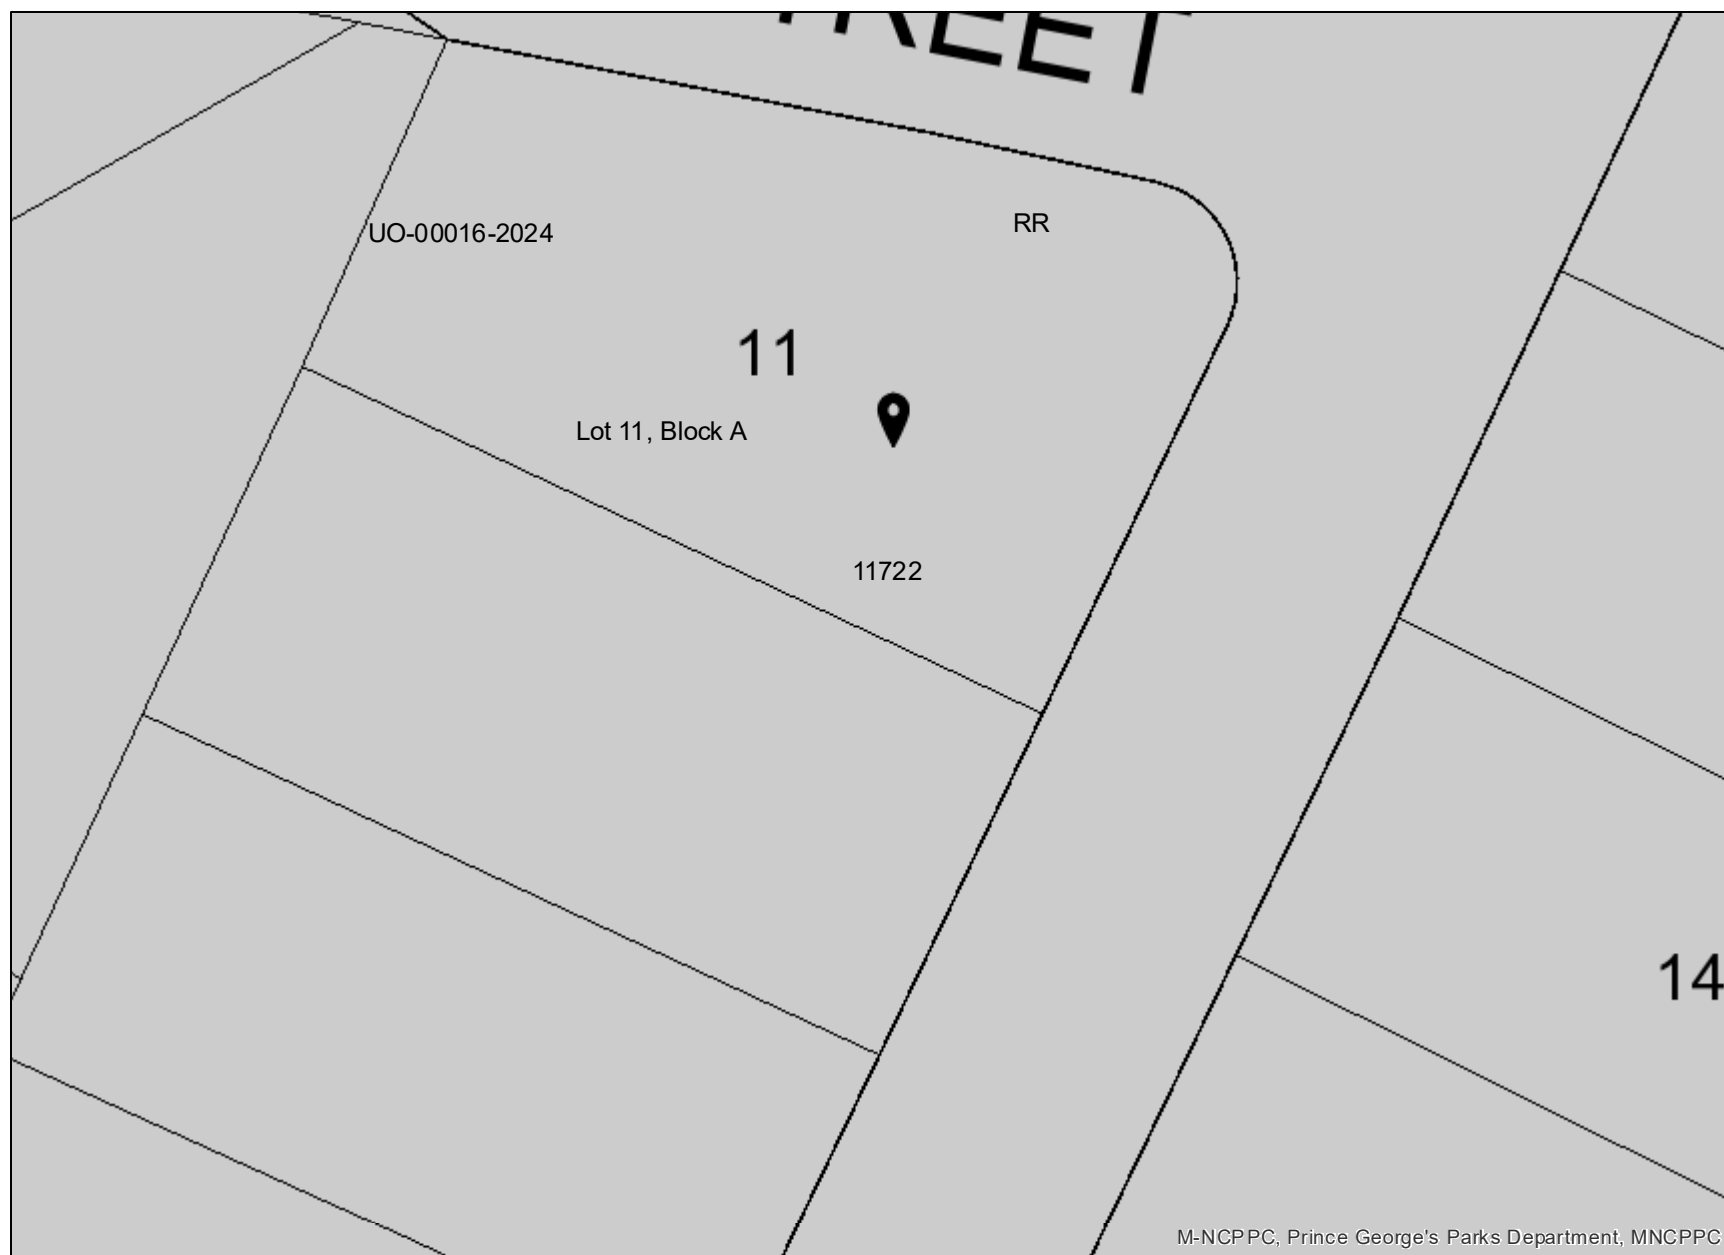 REET
RR
UO-00016-2024
11
Lot 11, Block A
11722
14
M-NCPPC, Prince George's Parks Department, MNCPPC